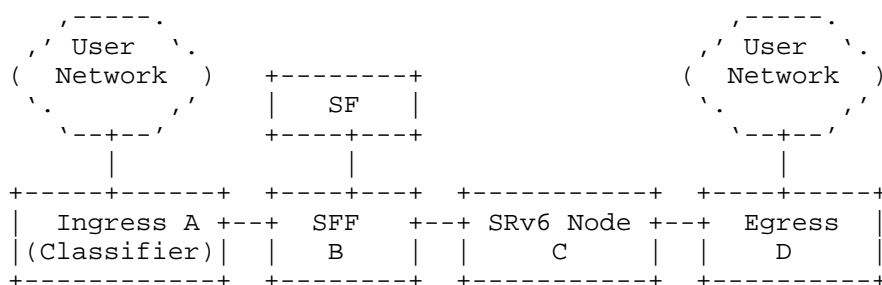 User User
Network Network
SF
Ingress A SFF SRv6 Node Egress
(Classifier) B C D